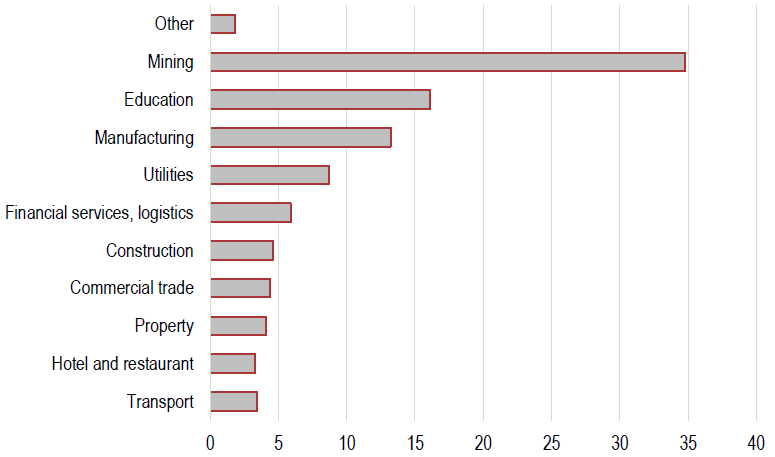 Other
Mining
Education
Manufacturing
Utilities
Financial services, logistics
Construction
Commercial trade
Property
Hotel and restaurant
Transport
0 5 10 15 20 25 30 35 40